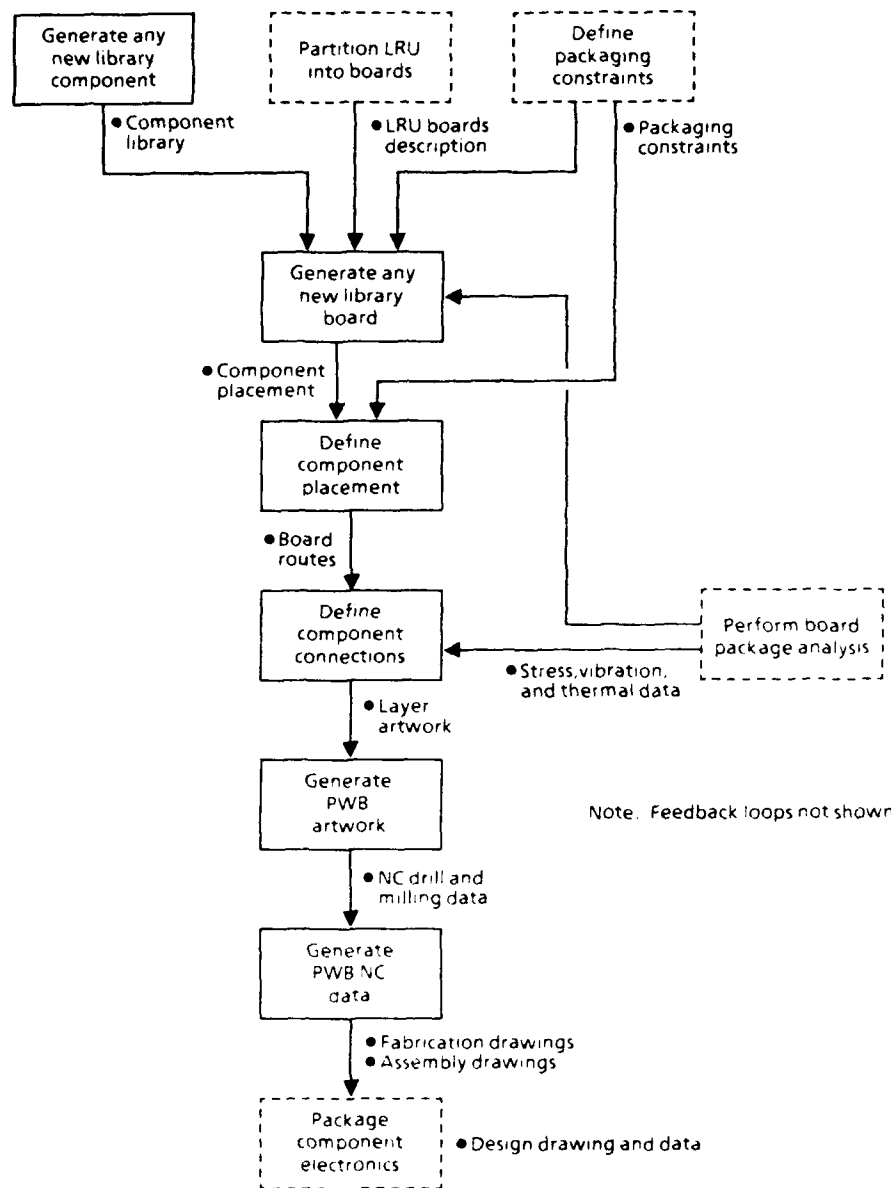 Generate any
new library
component
Partition LRU
into boards
Define
packaging
constraints
● Component
library
● LRU boards
description
● Packaging
constraints
Generate any
new library
board
● Component
placement
Define
component
placement
● Board
routes
Define
component
connections
Perform board
package analysis
● Stress, vibration,
and thermal data
● Layer
artwork
Generate
PWB
artwork
Note. Feedback loops not shown
● NC drill and
milling data
Generate
PWB NC
data
● Fabrication drawings
● Assembly drawings
Package
component
electronics
● Design drawing and data